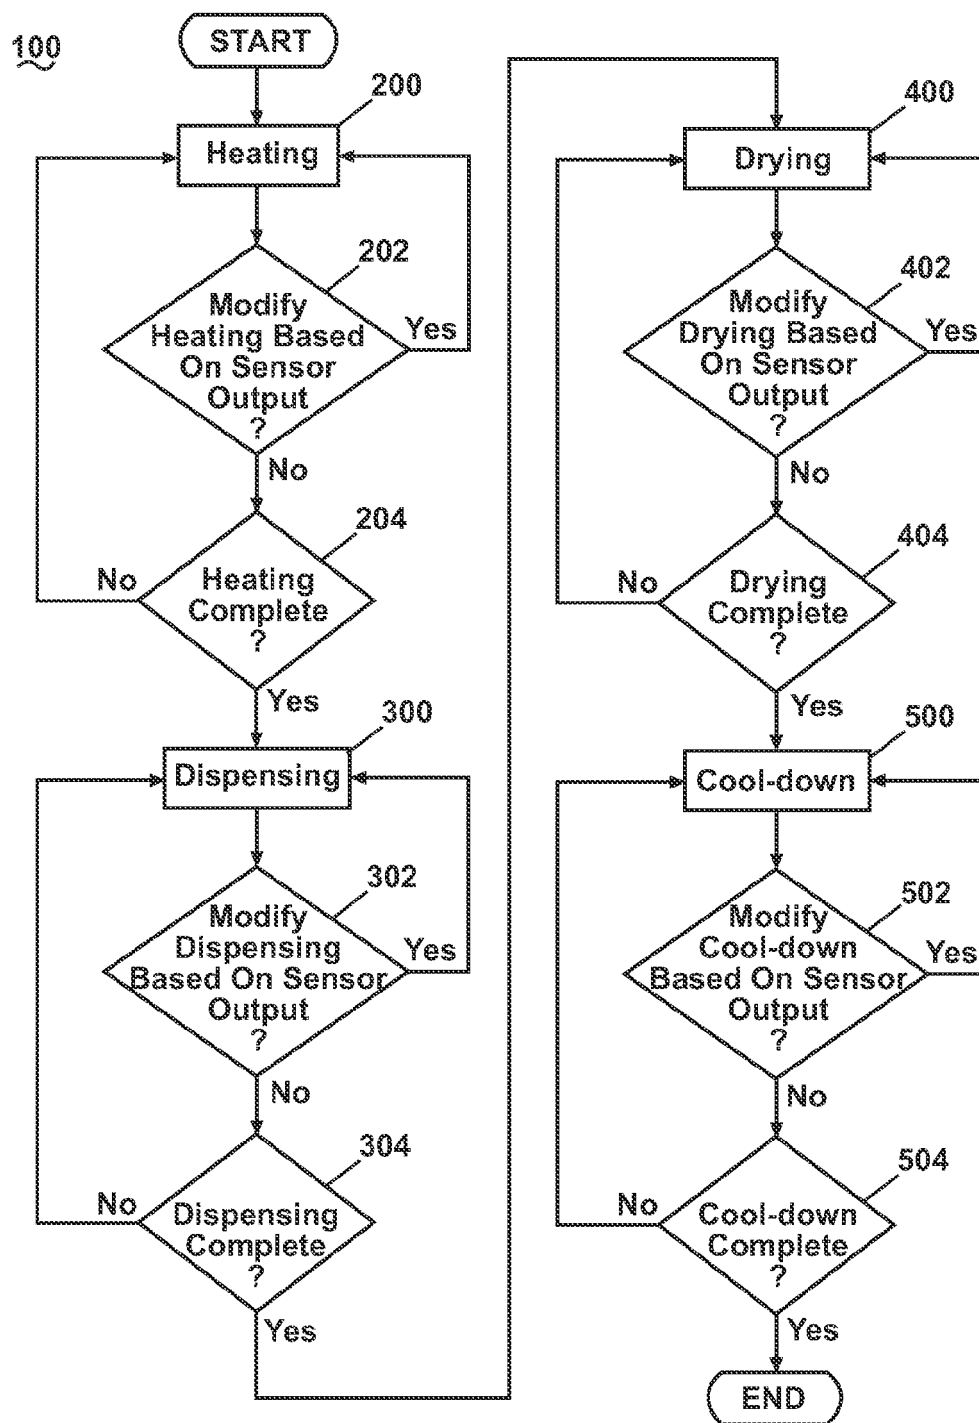 100
START
200
Heating
202
Modify
Heating Based
On Sensor
Output
?
Yes
No
204
Heating
Complete
?
No
Yes
300
Dispensing
302
Modify
Dispensing
Based On Sensor
Output
?
Yes
No
304
Dispensing
Complete
?
No
Yes
400
Drying
402
Modify
Drying Based
On Sensor
Output
?
Yes
No
404
Drying
Complete
?
No
Yes
500
Cool-down
502
Modify
Cool-down
Based On Sensor
Output
?
Yes
No
504
Cool-down
Complete
?
No
Yes
END